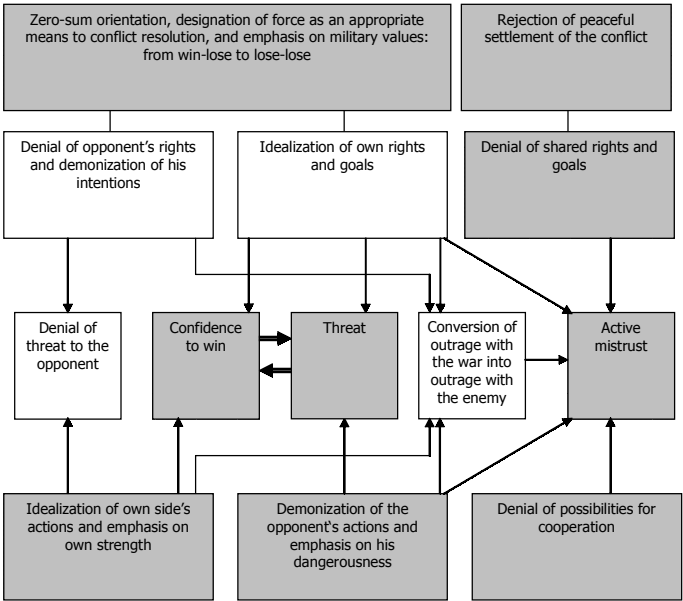 Zero-sum orientation, designation of force as an appropriate
means to conflict resolution, and emphasis on military values:
from win-lose to lose-lose
Rejection of peaceful
settlement of the conflict
Denial of opponent's rights
and demonization of his
intentions
Idealization of own rights
and goals
Denial of shared rights and
goals
Denial of
threat to the
opponent
Confidence
to win
Threat
Conversion of
outrage with
the war into
outrage with
the enemy
Active
mistrust
Idealization of own side's
actions and emphasis on
own strength
Demonization of the
opponent's actions and
emphasis on his
dangerousness
Denial of possibilities for
cooperation